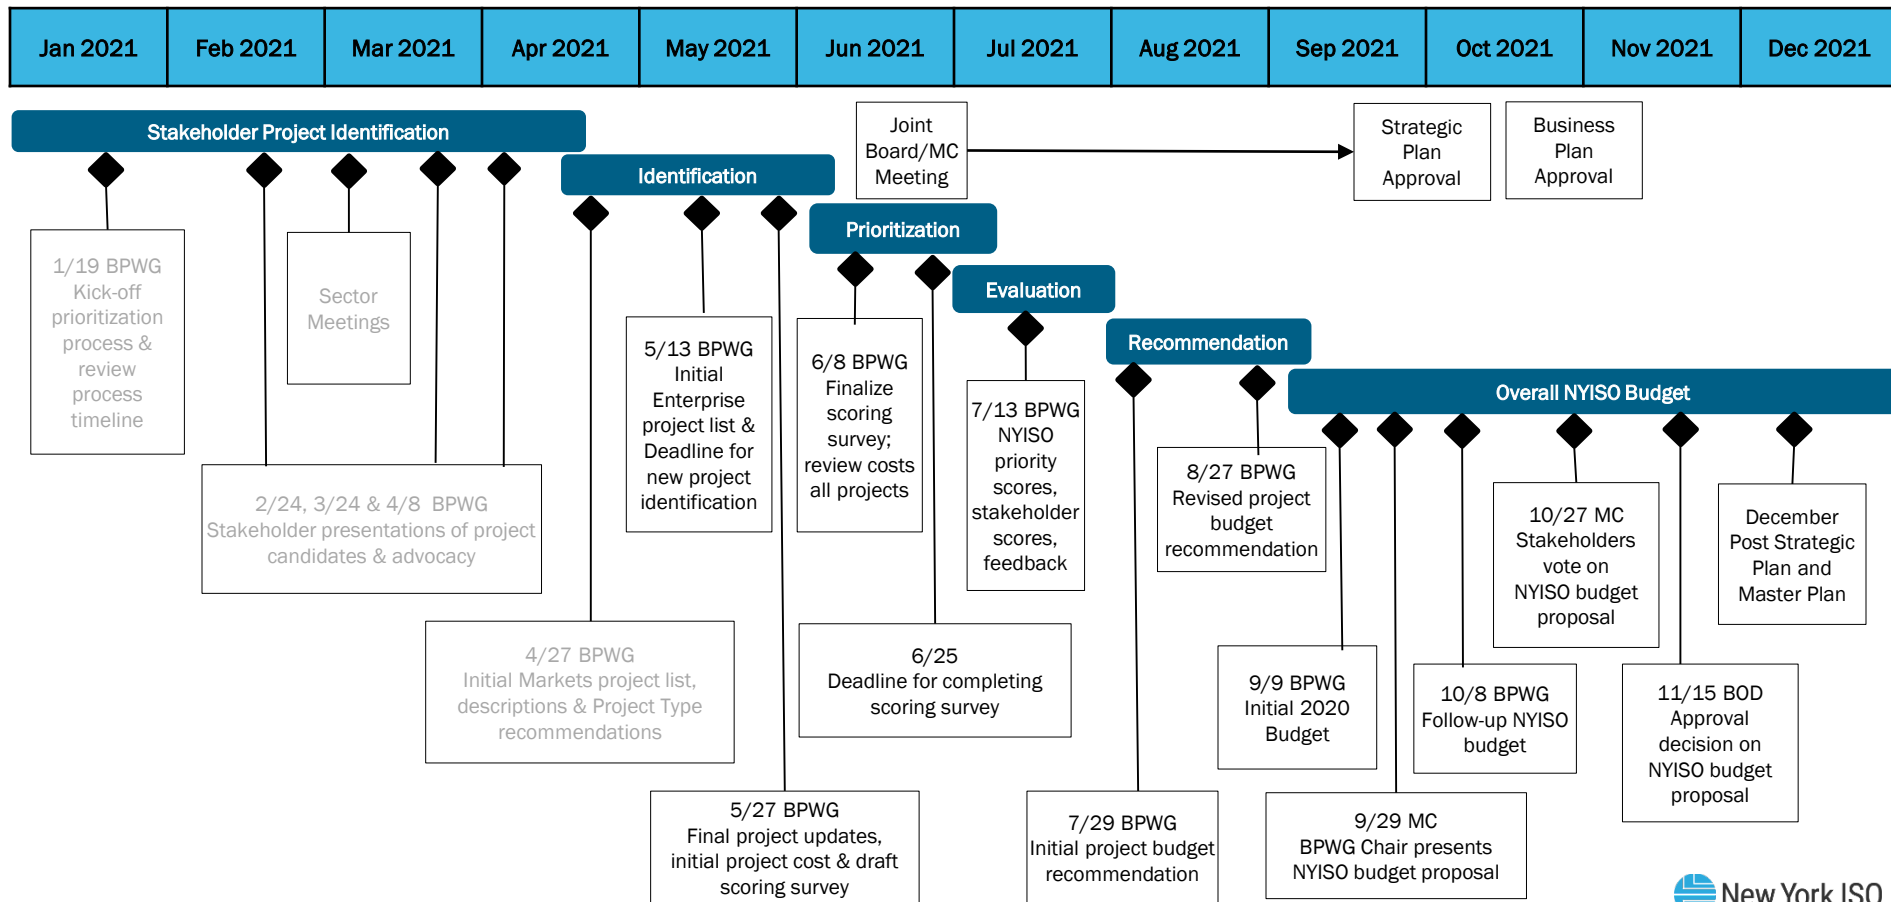 Jan 2021
Feb 2021
Mar 2021
Apr 2021
May 2021
Jun 2021
Jul 2021
Aug 2021
Sep 2021
Oct 2021
Nov 2021
Dec 2021
Stakeholder Project Identification
Identification
Prioritization
Evaluation
Recommendation
Overall NYISO Budget
Joint
Board/MC
Meeting
Strategic
Plan
Approval
Business
Plan
Approval
1/19 BPWG
Kick-off
prioritization
process &
review
process
timeline
Sector
Meetings
2/24, 3/24 & 4/8 BPWG
Stakeholder presentations of project
candidates & advocacy
4/27 BPWG
Initial Markets project list,
descriptions & Project Type
recommendations
5/13 BPWG
Initial
Enterprise
project list &
Deadline for
new project
identification
5/27 BPWG
Final project updates,
initial project cost & draft
scoring survey
6/8 BPWG
Finalize
scoring
survey;
review costs
all projects
6/25
Deadline for completing
scoring survey
7/13 BPWG
NYISO
priority
scores,
stakeholder
scores,
feedback
7/29 BPWG
Initial project budget
recommendation
8/27 BPWG
Revised project
budget
recommendation
9/9 BPWG
Initial 2020
Budget
9/29 MC
BPWG Chair presents
NYISO budget proposal
10/8 BPWG
Follow-up NYISO
budget
10/27 MC
Stakeholders
vote on
NYISO budget
proposal
11/15 BOD
Approval
decision on
NYISO budget
proposal
December
Post Strategic
Plan and
Master Plan
New York ISO